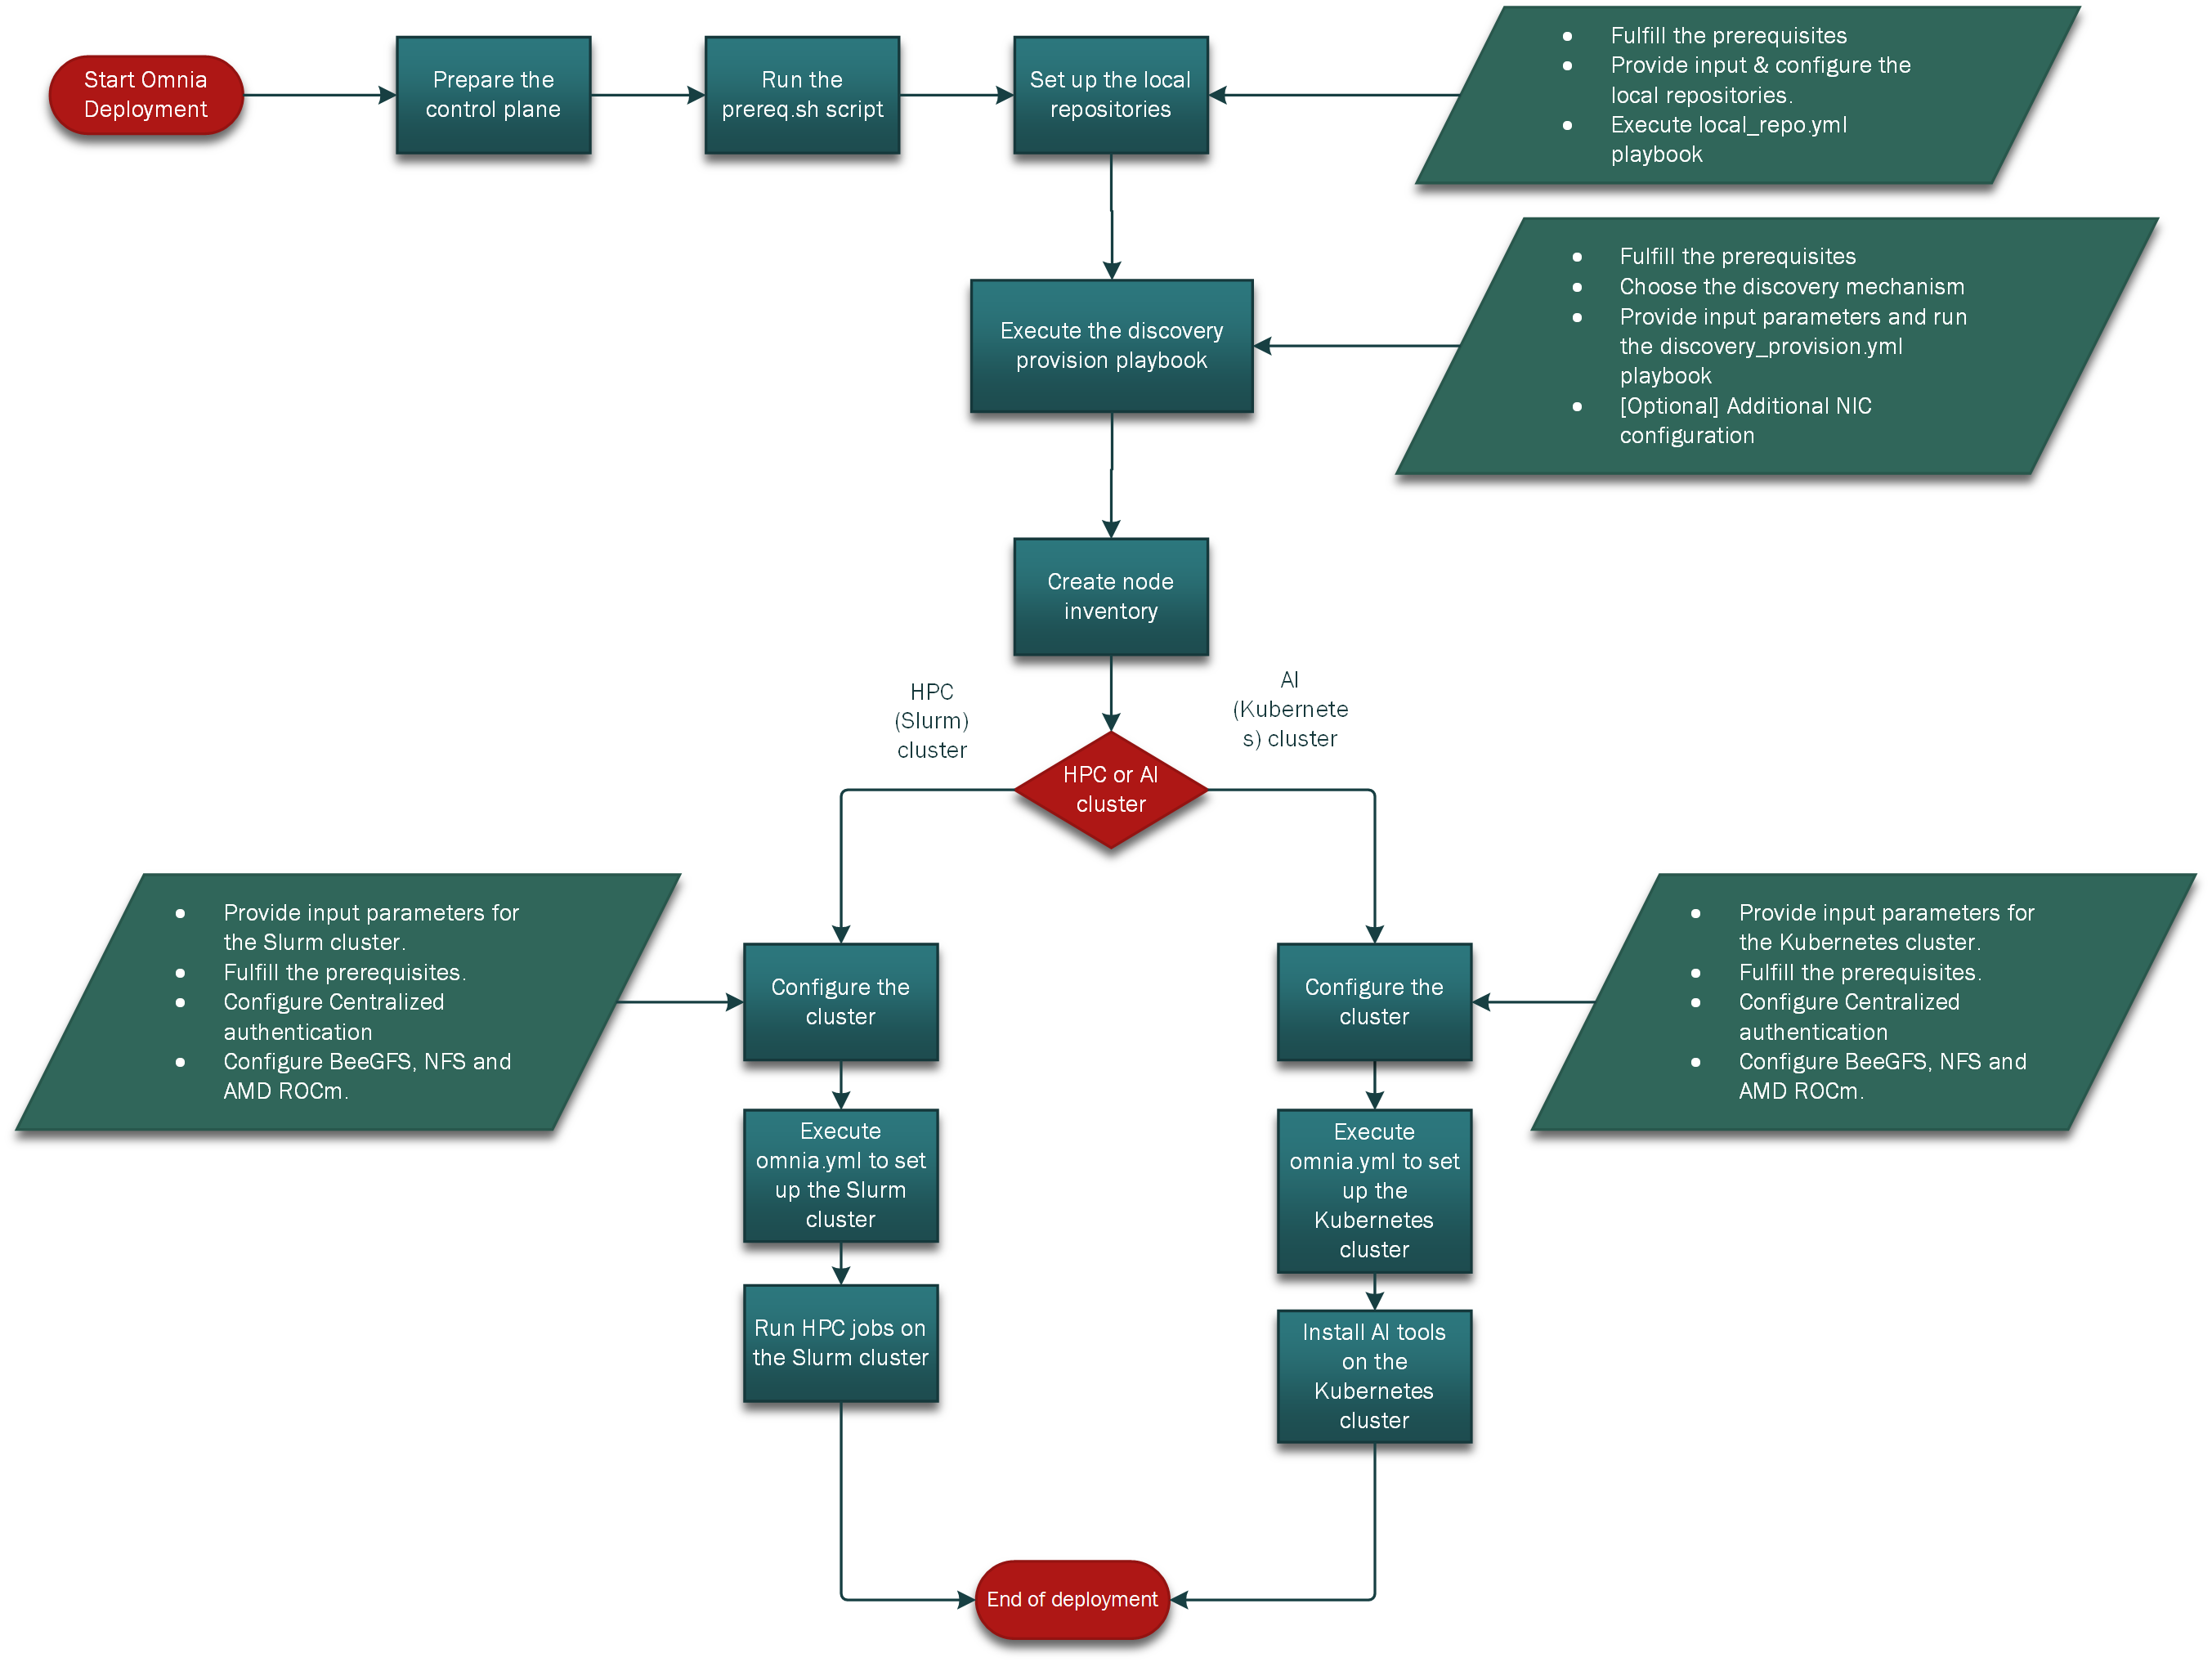 Start Omnia
Deployment
Prepare the
control plane
Run the
prereq.sh script
Set up the local
repositories
● Fulfill the prerequisites
● Provide input & configure the
local repositories.
● Execute local_repo.yml
playbook
Execute the discovery
provision playbook
● Fulfill the prerequisites
● Choose the discovery mechanism
● Provide input parameters and run
the discovery_provision.yml
playbook
● [Optional] Additional NIC
configuration
Create node
inventory
HPC
(Slurm)
cluster
AI
(Kubernete
s) cluster
HPC or AI
cluster
● Provide input parameters for
the Slurm cluster.
● Fulfill the prerequisites.
● Configure Centralized
authentication
● Configure BeeGFS, NFS and
AMD ROCm.
Configure the
cluster
Execute
omnia.yml to set
up the Slurm
cluster
Run HPC jobs on
the Slurm cluster
Configure the
cluster
● Provide input parameters for
the Kubernetes cluster.
● Fulfill the prerequisites.
● Configure Centralized
authentication
● Configure BeeGFS, NFS and
AMD ROCm.
Execute
omnia.yml to set
up the
Kubernetes
cluster
Install AI tools
on the
Kubernetes
cluster
End of deployment